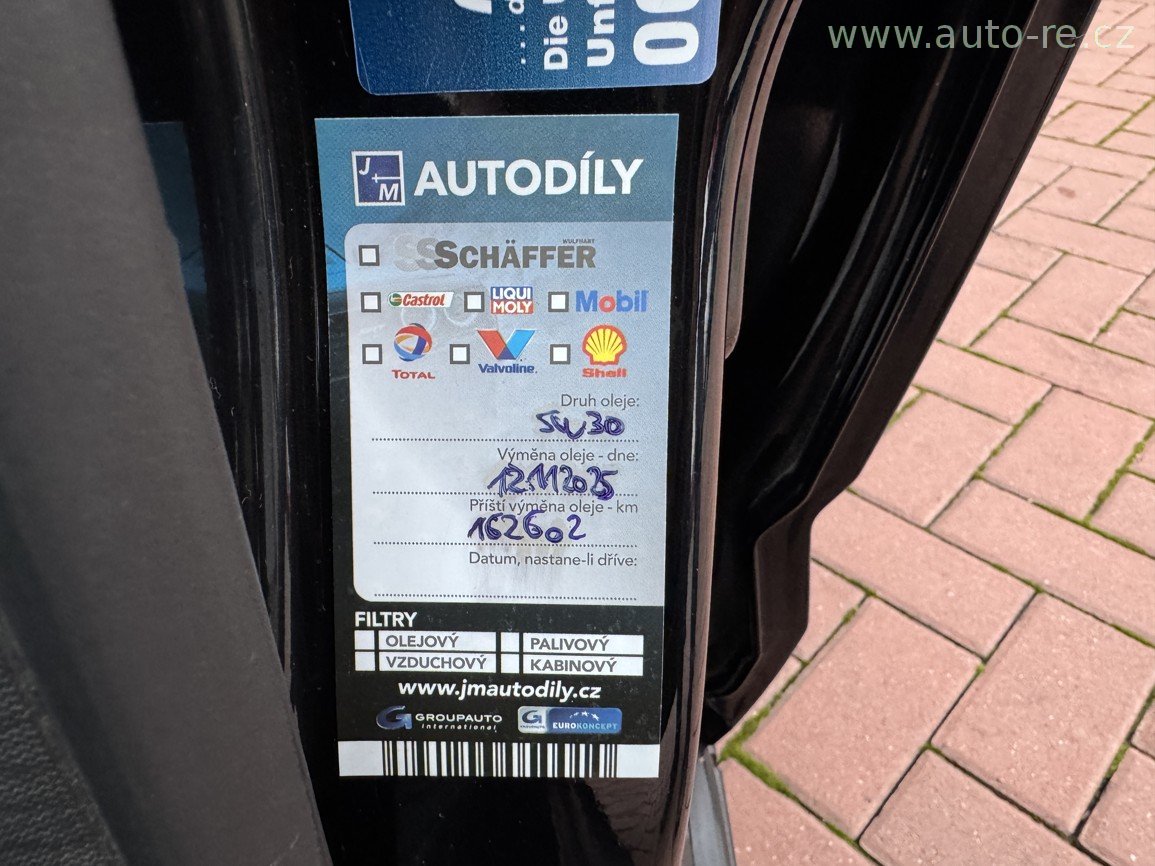 www.auto-re.cz
Die
J+M AUTODÍLY
WULFHART
SCHÄFFER
Castrol LIQUI MOLY Mobil
TOTAL Valvoline. Shell
Druh oleje:
5W30
Výměna oleje - dne:
12.11.2025
Příští výměna oleje - km
162602
Datum, nastane-li dříve:
FILTRY
OLEJOVÝ PALIVOVÝ
VZDUCHOVÝ KABINOVÝ
www.jmautodily.cz
G GROUPAUTO international G GROUPAUTO EUROKONCEPT